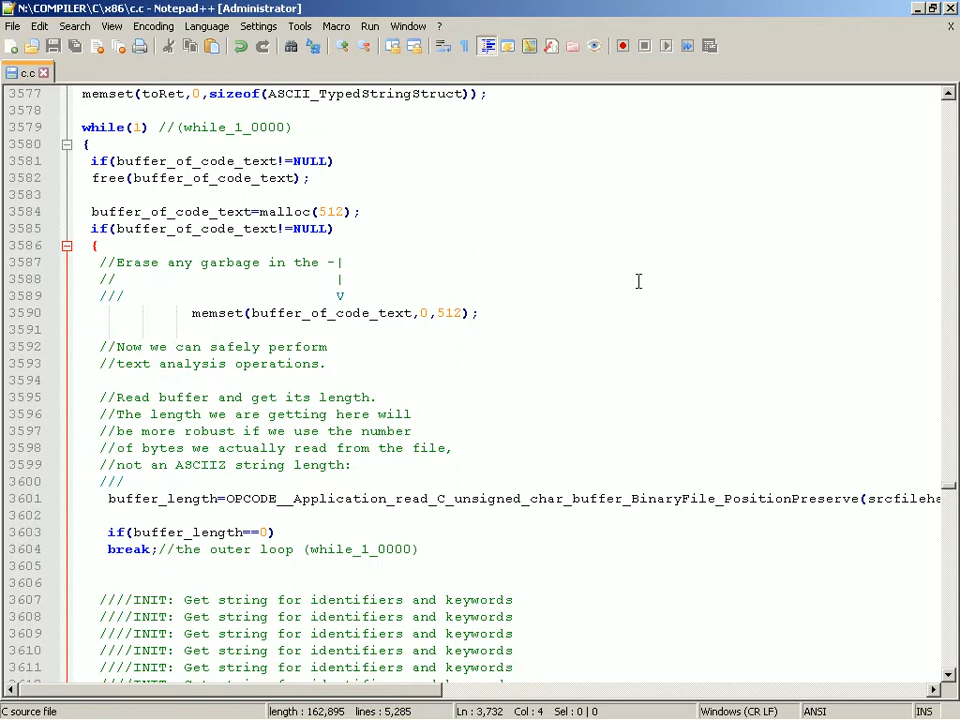 N:\COMPILER\C\x86\c.c - Notepad++ [Administrator]
File Edit Search View Encoding Language Settings Tools Macro Run Window ?
c.c
3577 memset(toRet,0,sizeof(ASCII_TypedStringStruct));
3578
3579 while(1) //(while_1_0000)
3580 {
3581 if(buffer_of_code_text!=NULL)
3582 free(buffer_of_code_text);
3583
3584 buffer_of_code_text=malloc(512);
3585 if(buffer_of_code_text!=NULL)
3586 {
3587 //Erase any garbage in the -|
3588 // |
3589 /// V
3590 memset(buffer_of_code_text,0,512);
3591
3592 //Now we can safely perform
3593 //text analysis operations.
3594
3595 //Read buffer and get its length.
3596 //The length we are getting here will
3597 //be more robust if we use the number
3598 //of bytes we actually read from the file,
3599 //not an ASCIIZ string length:
3600 ///
3601 buffer_length=OPCODE__Application_read_C_unsigned_char_buffer_BinaryFile_PositionPreserve(srcfileha
3602
3603 if(buffer_length==0)
3604 break;//the outer loop (while_1_0000)
3605
3606
3607 ////INIT: Get string for identifiers and keywords
3608 ////INIT: Get string for identifiers and keywords
3609 ////INIT: Get string for identifiers and keywords
3610 ////INIT: Get string for identifiers and keywords
3611 ////INIT: Get string for identifiers and keywords
C source file length : 162,895 lines : 5,285 Ln : 3,732 Col : 4 Sel : 0 | 0 Windows (CR LF) ANSI INS